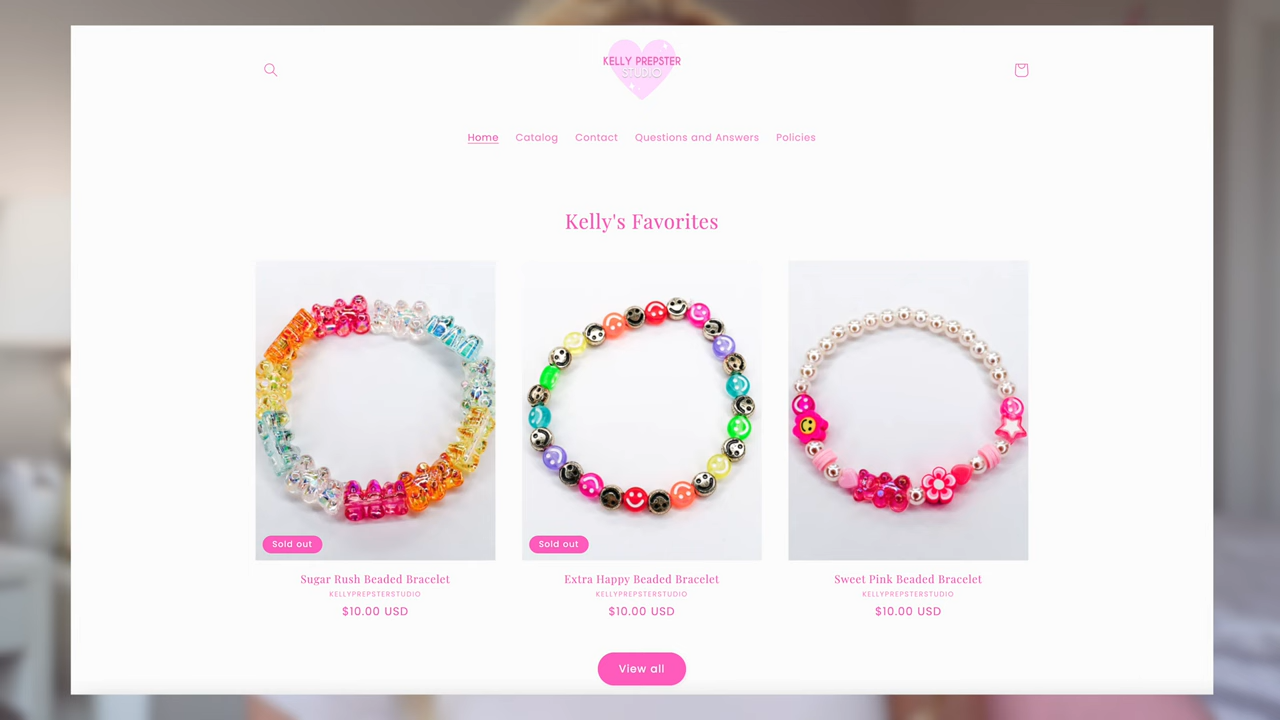 KELLY PREPSTER
STUDIO
Home Catalog Contact Questions and Answers Policies
Kelly's Favorites
Sold out
Sold out
Sugar Rush Beaded Bracelet
KELLYPREPSTERSTUDIO
$10.00 USD
Extra Happy Beaded Bracelet
KELLYPREPSTERSTUDIO
$10.00 USD
Sweet Pink Beaded Bracelet
KELLYPREPSTERSTUDIO
$10.00 USD
View all